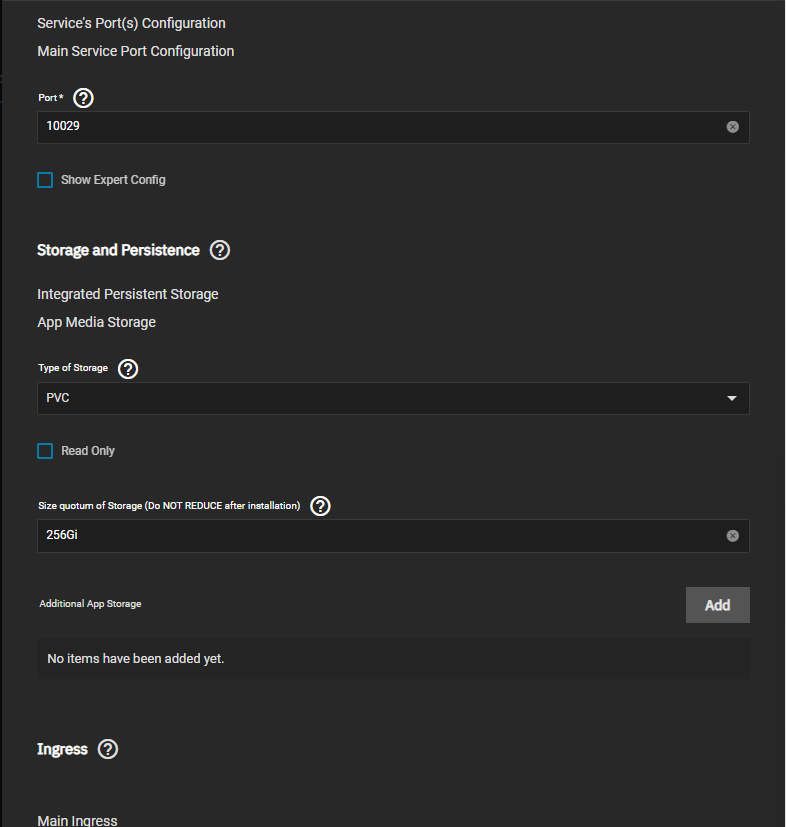 Service's Port(s) Configuration
Main Service Port Configuration
Port *
10029
Show Expert Config
Storage and Persistence
Integrated Persistent Storage
App Media Storage
Type of Storage
PVC
Read Only
Size quotum of Storage (Do NOT REDUCE after installation)
256Gi
Additional App Storage
Add
No items have been added yet.
Ingress
Main Ingress